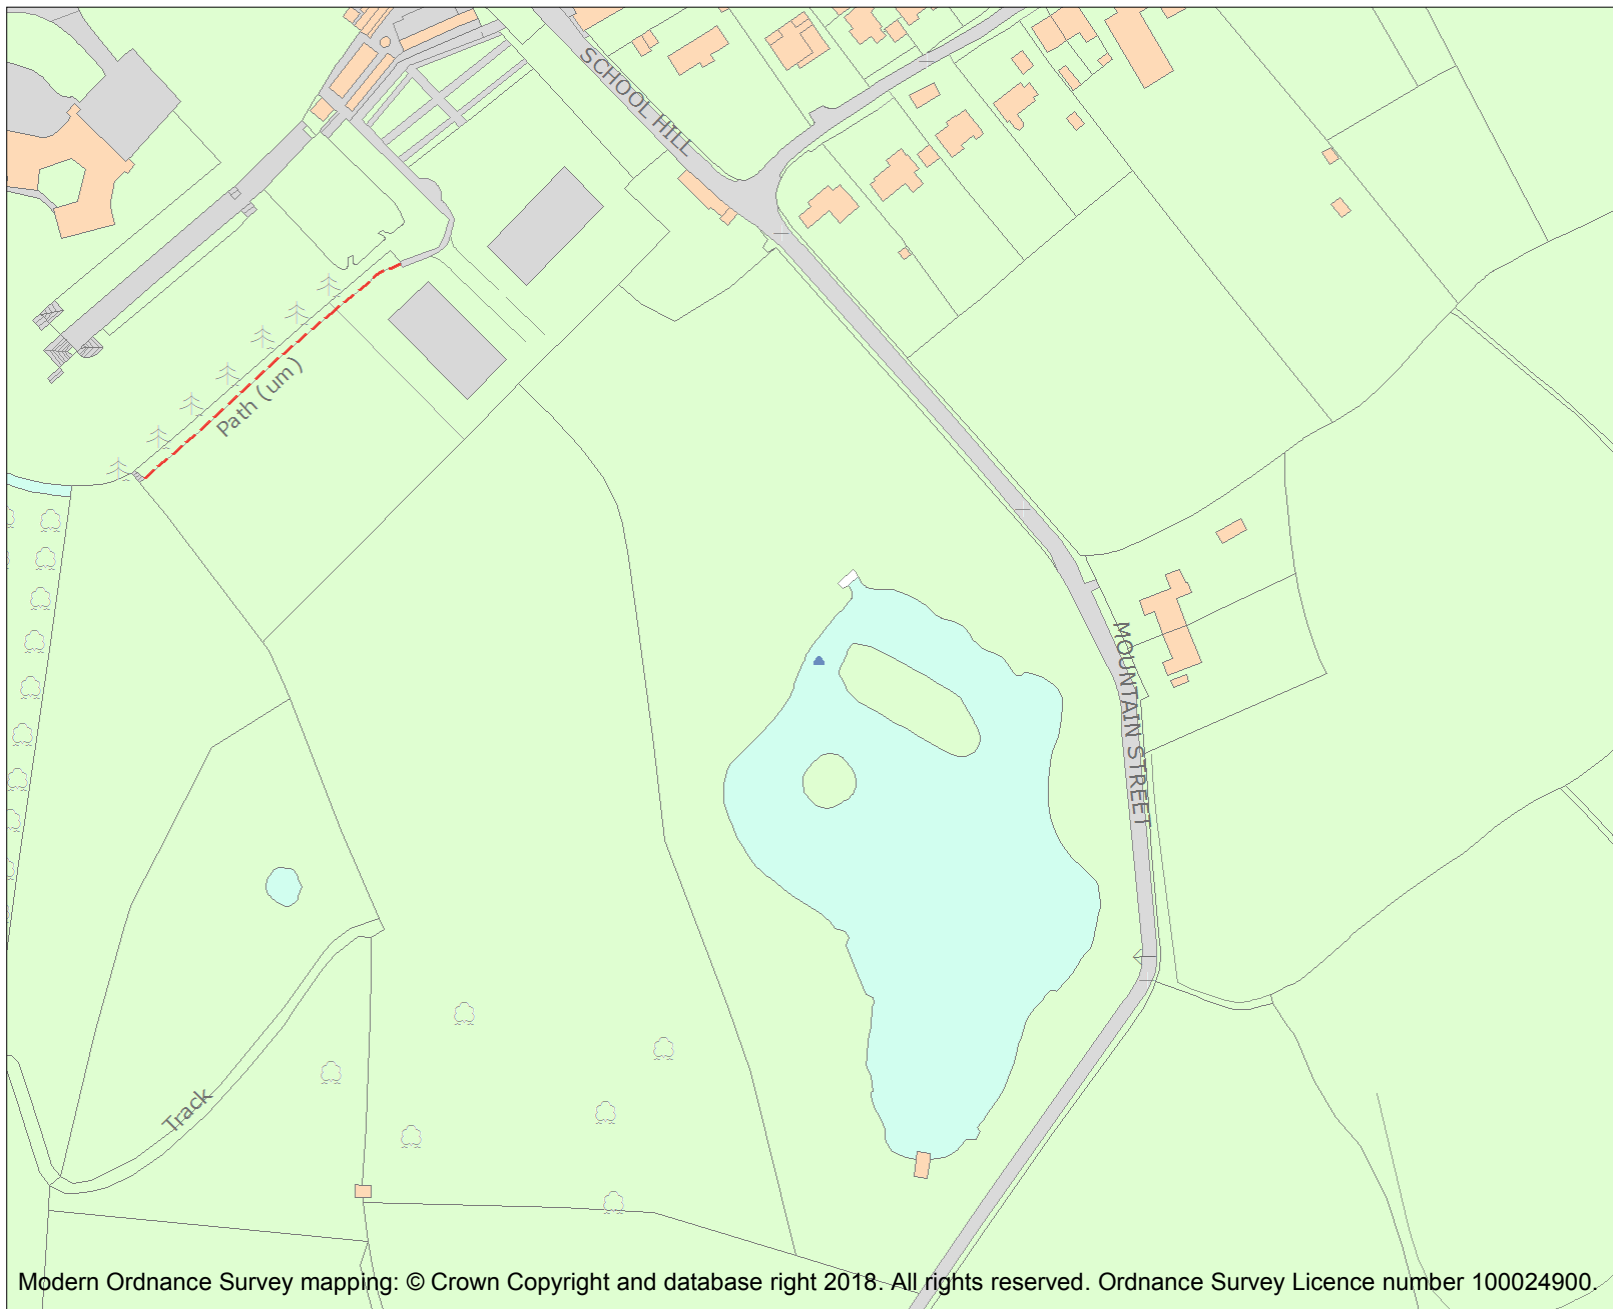 SCHOOL HILL
Path (um)
MOUNTAIN STREET
Track
Modern Ordnance Survey mapping: © Crown Copyright and database right 2018. All rights reserved. Ordnance Survey Licence number 100024900.